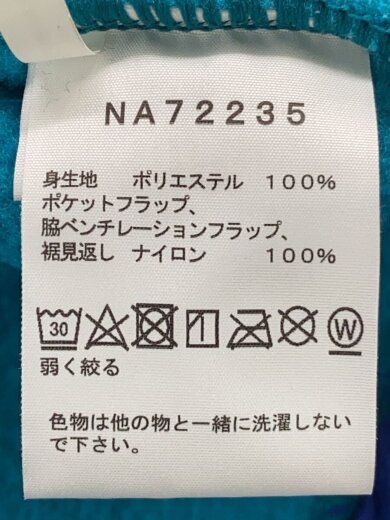 NA72235
身生地 ポリエステル 100%
ポケットフラップ、
脇ベンチレーションフラップ、
裾見返し ナイロン 100%
30 W
弱く絞る
色物は他の物と一緒に洗濯しない
で下さい。